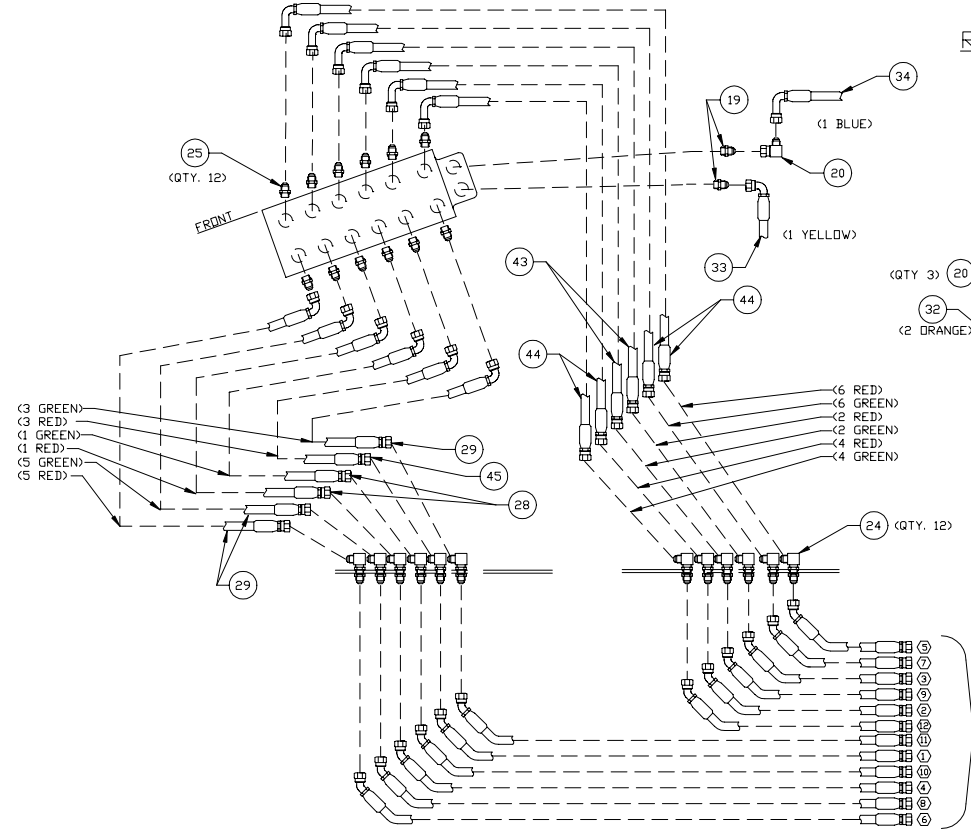 34
19
(1 BLUE)
25
(QTY. 12)
20
FRONT
(1 YELLOW)
33
43
44
(QTY 3) 20
32
(2 ORANGE)
44
(6 RED)
(6 GREEN)
(2 RED)
(2 GREEN)
(4 RED)
(4 GREEN)
(3 GREEN)
(3 RED)
(1 GREEN)
(1 RED)
(5 GREEN)
(5 RED)
29
45
28
24 (QTY. 12)
29
5
7
3
9
2
12
11
1
10
4
8
6